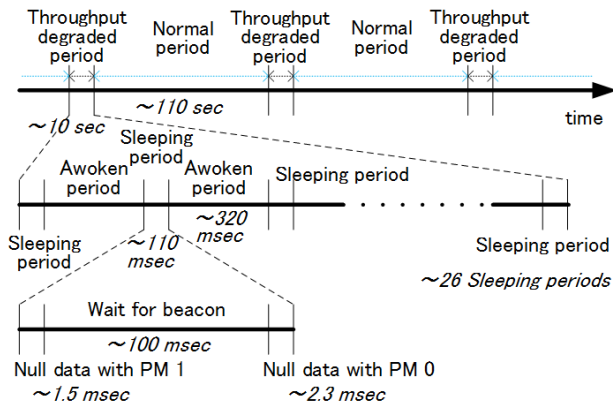 Throughput
degraded
period
Normal
period
Throughput
degraded
period
Normal
period
Throughput
degraded
period
~110 sec
time
~10 sec
Sleeping
period
Awoken
period
Awoken
period
Sleeping period
~320
msec
Sleeping
period
~110
msec
Sleeping period
~26 Sleeping periods
Wait for beacon
~100 msec
Null data with PM 1
~1.5 msec
Null data with PM 0
~2.3 msec